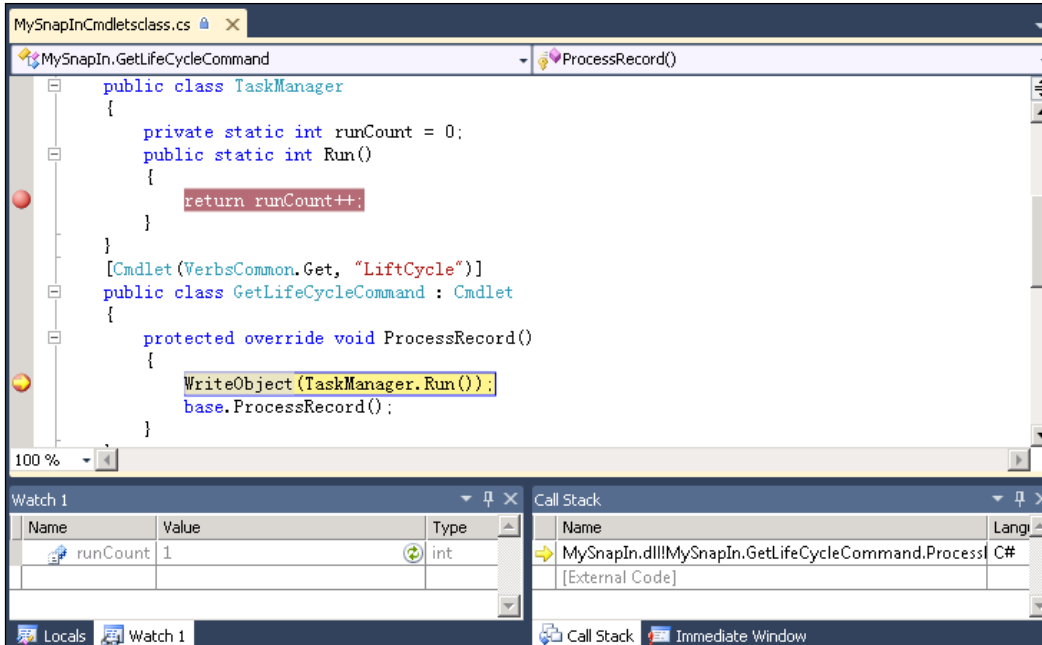 MySnapInCmdletsclass.cs
MySnapIn.GetLifeCycleCommand ProcessRecord()
public class TaskManager
{
private static int runCount = 0;
public static int Run()
{
return runCount++;
}
}
[Cmdlet(VerbsCommon.Get, "LiftCycle")]
public class GetLifeCycleCommand : Cmdlet
{
protected override void ProcessRecord()
{
WriteObject(TaskManager.Run());
base.ProcessRecord();
}
100 %
Watch 1 Call Stack
Name Value Type Name Langu
runCount 1 int MySnapIn.dll!MySnapIn.GetLifeCycleCommand.Process C#
[External Code]
Locals Watch 1 Call Stack Immediate Window